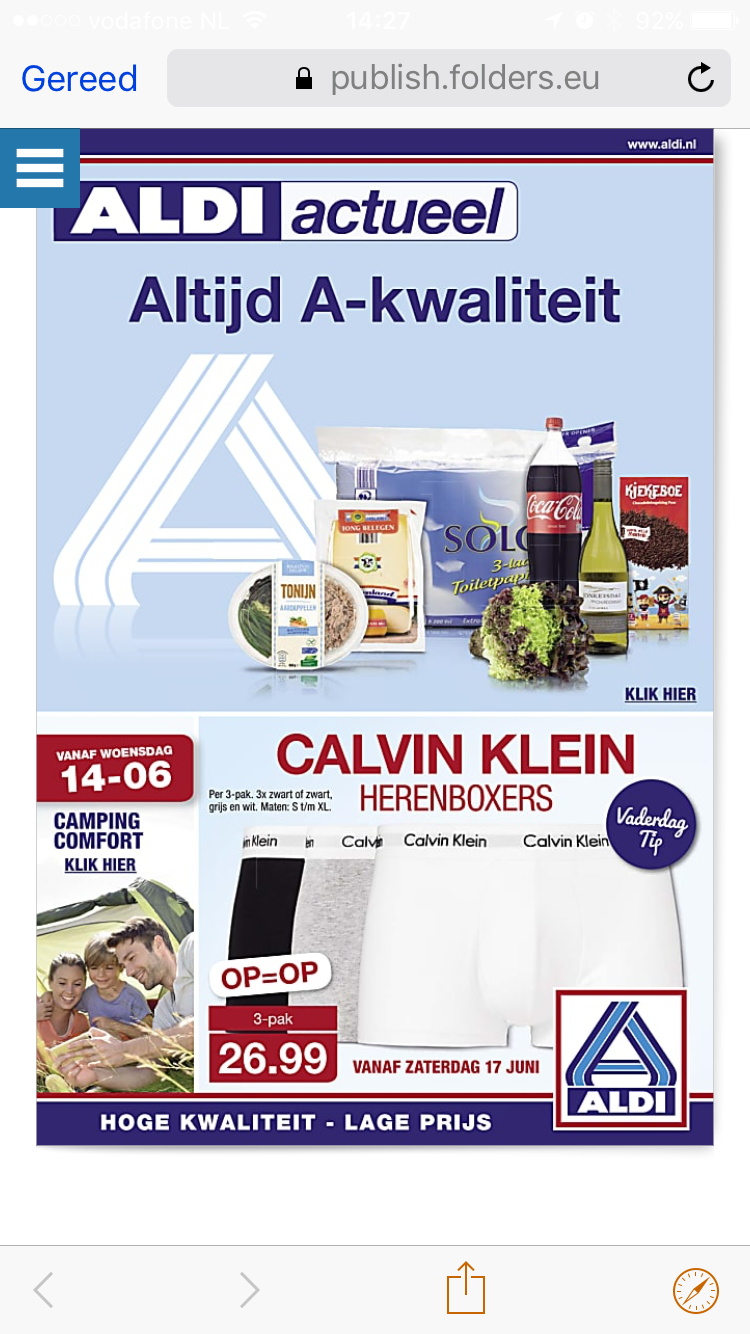 vodafone NL
14:27
92%
Gereed
publish.folders.eu
www.aldi.nl
ALDI actueel
Altijd A-kwaliteit
JONG BELEGEN
SOLO
3-laags
Toiletpapier
Coca-Cola
KIEKEBOE
TONIJN
AARDAPPELEN
KLIK HIER
VANAF WOENSDAG
14-06
CAMPING
COMFORT
KLIK HIER
CALVIN KLEIN
HERENBOXERS
Per 3-pak. 3x zwart of zwart,
grijs en wit. Maten: S t/m XL.
Vaderdag
Tip
in Klein
Calvin
Calvin Klein
Calvin Klein
OP=OP
3-pak
26.99
VANAF ZATERDAG 17 JUNI
ALDI
HOGE KWALITEIT - LAGE PRIJS